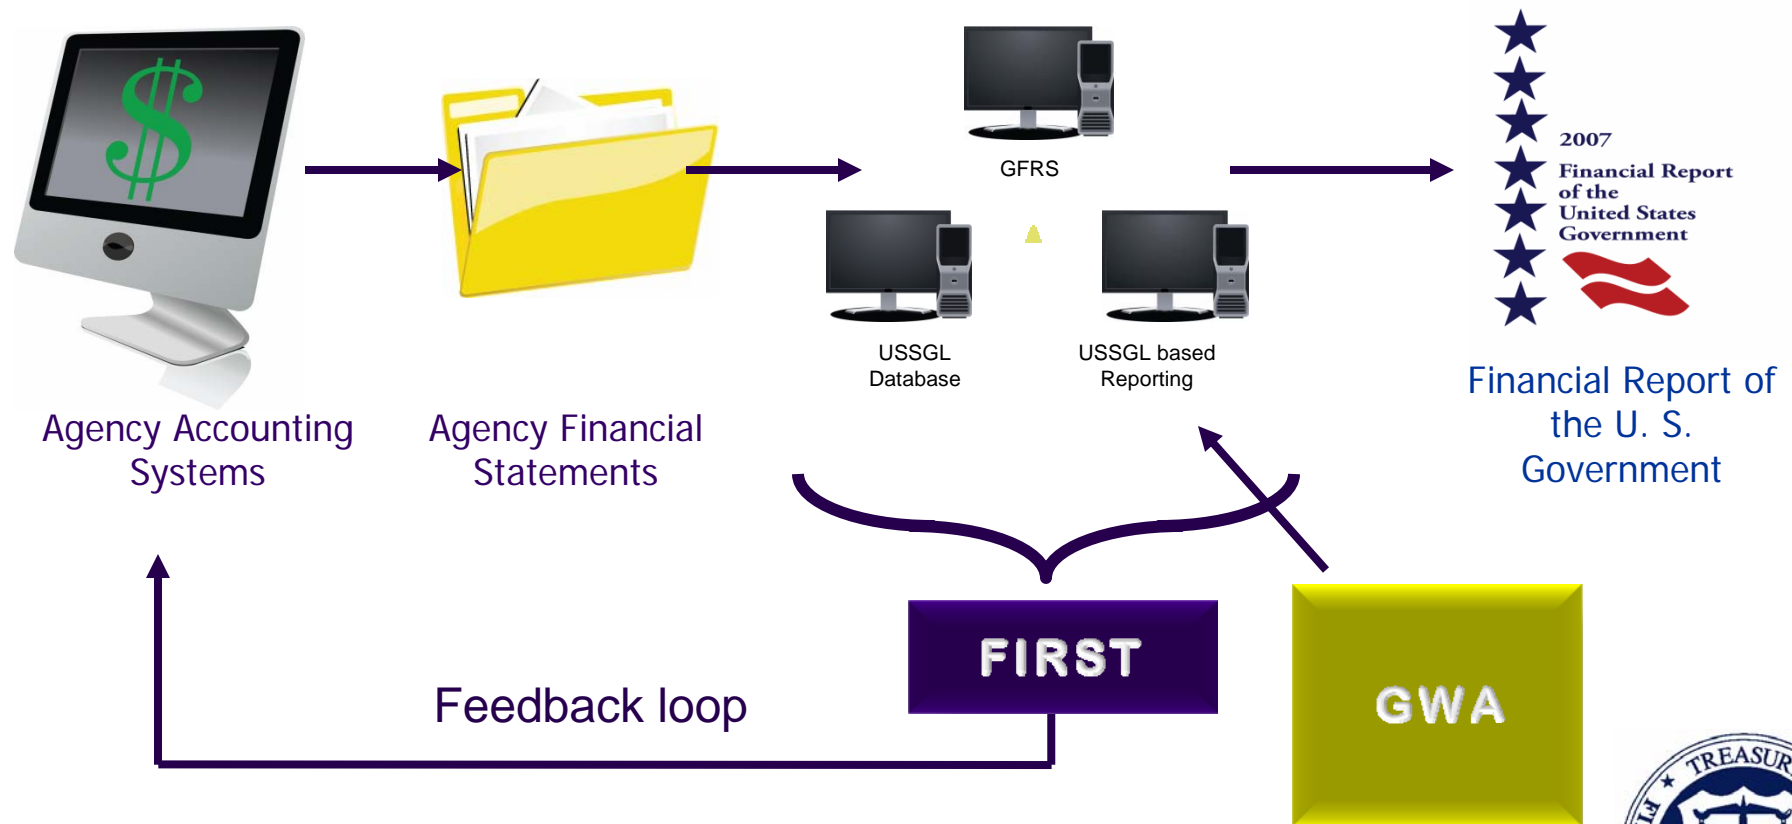 $
GFRS
USSGL
Database
USSGL based
Reporting
2007
Financial Report
of the
United States
Government
Agency Accounting
Systems
Agency Financial
Statements
Financial Report of
the U. S.
Government
FIRST
GWA
Feedback loop